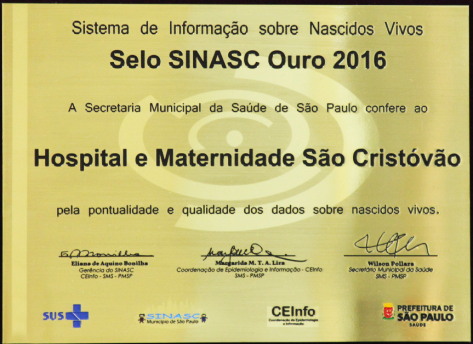 Sistema de Informação sobre Nascidos Vivos
Selo SINASC Ouro 2016
A Secretaria Municipal da Saúde de São Paulo confere ao
Hospital e Maternidade São Cristóvão
pela pontualidade e qualidade dos dados sobre nascidos vivos.
Eliana de Aquino Bonilha
Gerência do SINASC
CEInfo - SMS - PMSP
Margarida M. T. A. Lira
Coordenação de Epidemiologia e Informação - CEInfo
SMS - PMSP
Wilson Pollara
Secretário Municipal da Saúde
SMS - PMSP
SUS
SINASC
Município de São Paulo
CEInfo
Coordenação de Epidemiologia
e Informação
PREFEITURA DE
SÃO PAULO
SAÚDE